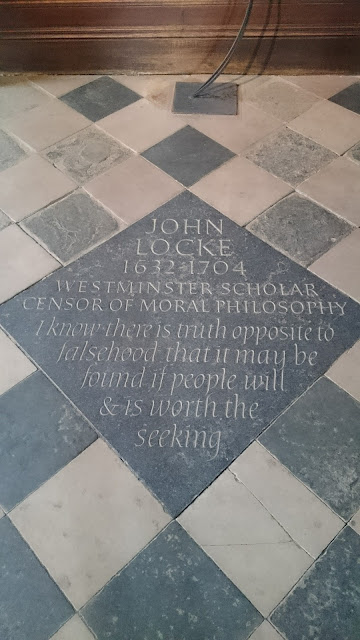 JOHN
LOCKE
1632-1704
WESTMINSTER SCHOLAR
CENSOR OF MORAL PHILOSOPHY
I know there is truth opposite to
falsehood that it may be
found if people will
& is worth the
seeking